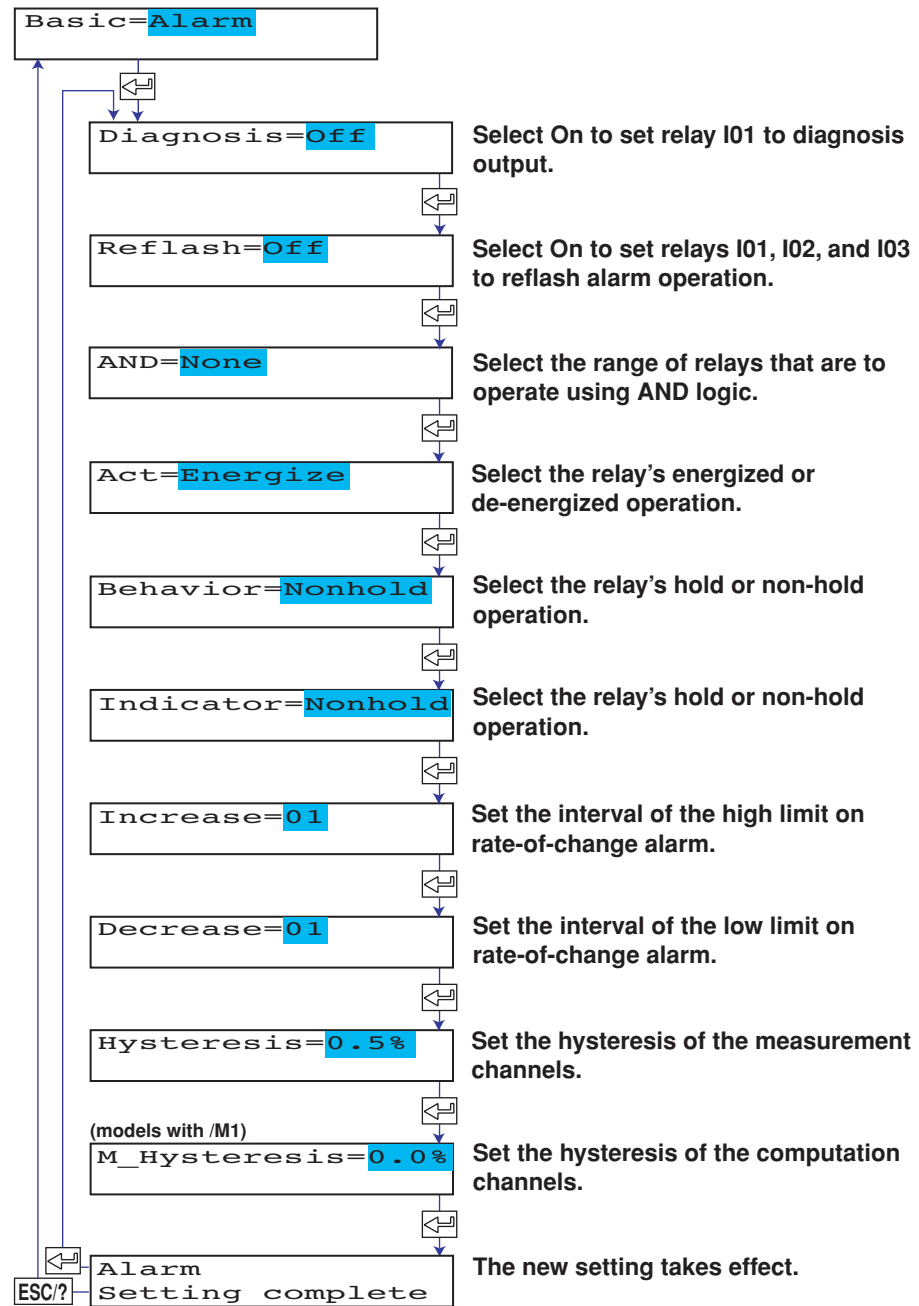 Basic=Alarm
Diagnosis=Off
Select On to set relay I01 to diagnosis
output.
Reflash=Off
Select On to set relays I01, I02, and I03
to reflash alarm operation.
AND=None
Select the range of relays that are to
operate using AND logic.
Act=Energize
Select the relay’s energized or
de-energized operation.
Behavior=Nonhold
Select the relay’s hold or non-hold
operation.
Indicator=Nonhold
Select the relay’s hold or non-hold
operation.
Increase=01
Set the interval of the high limit on
rate-of-change alarm.
Decrease=01
Set the interval of the low limit on
rate-of-change alarm.
Hysteresis=0.5%
Set the hysteresis of the measurement
channels.
(models with /M1)
M_Hysteresis=0.0%
Set the hysteresis of the computation
channels.
Alarm
Setting complete
The new setting takes effect.
ESC/?